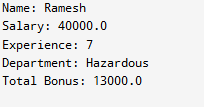 Name: Ramesh
Salary: 40000.0
Experience: 7
Department: Hazardous
Total Bonus: 13000.0